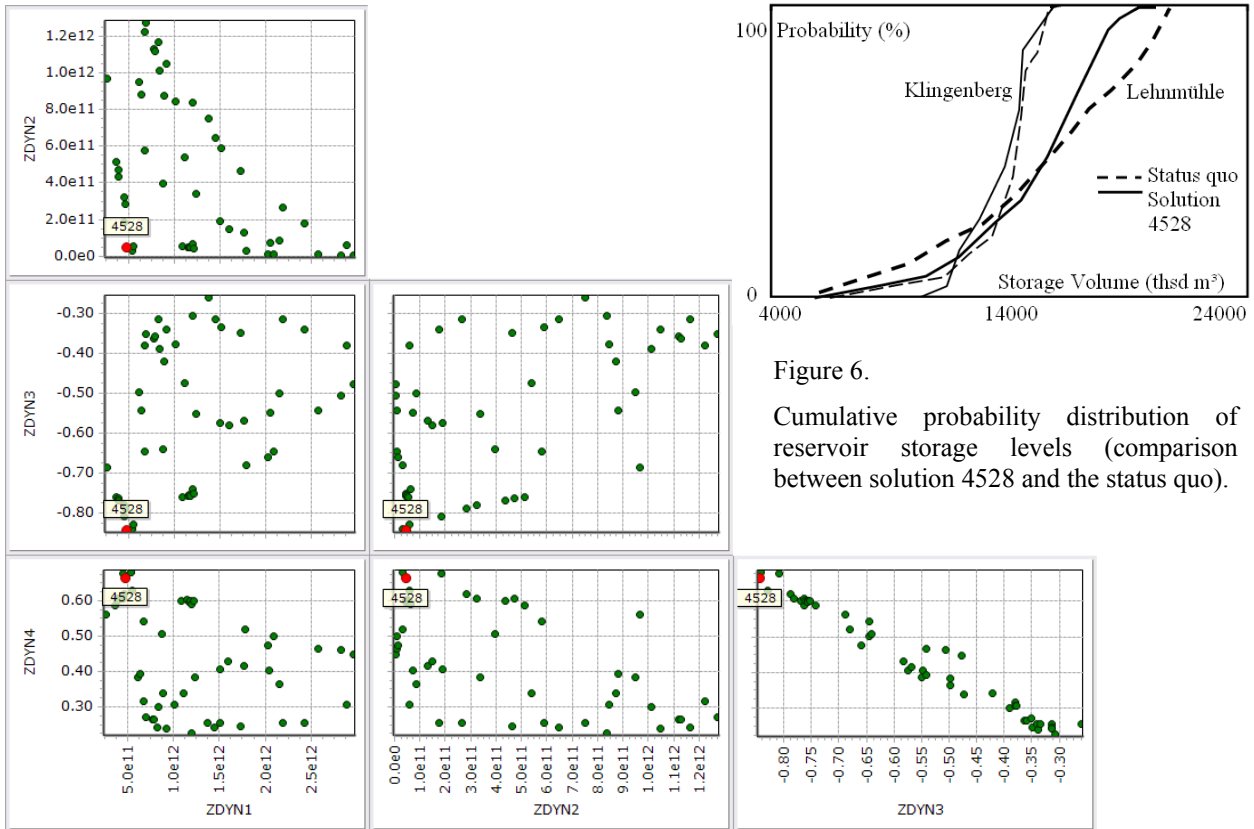 1.2e12
1.0e12
8.0e11
6.0e11
4.0e11
2.0e11
0.0e0
ZDYN2
4528
100 Probability (%)
Klingenberg
Lehnmühle
Status quo
Solution
4528
Storage Volume (thsd m³)
0
4000 14000 24000
Figure 6.
Cumulative probability distribution of
reservoir storage levels (comparison
between solution 4528 and the status quo).
-0.30
-0.40
-0.50
-0.60
-0.70
-0.80
ZDYN3
4528
4528
0.60
0.50
0.40
0.30
ZDYN4
4528
4528
4528
5.0e11 1.0e12 1.5e12 2.0e12 2.5e12
ZDYN1
0.0e0 1.0e11 2.0e11 3.0e11 4.0e11 5.0e11 6.0e11 7.0e11 8.0e11 9.0e11 1.0e12 1.1e12 1.2e12
ZDYN2
-0.80 -0.75 -0.70 -0.65 -0.60 -0.55 -0.50 -0.45 -0.40 -0.35 -0.30
ZDYN3